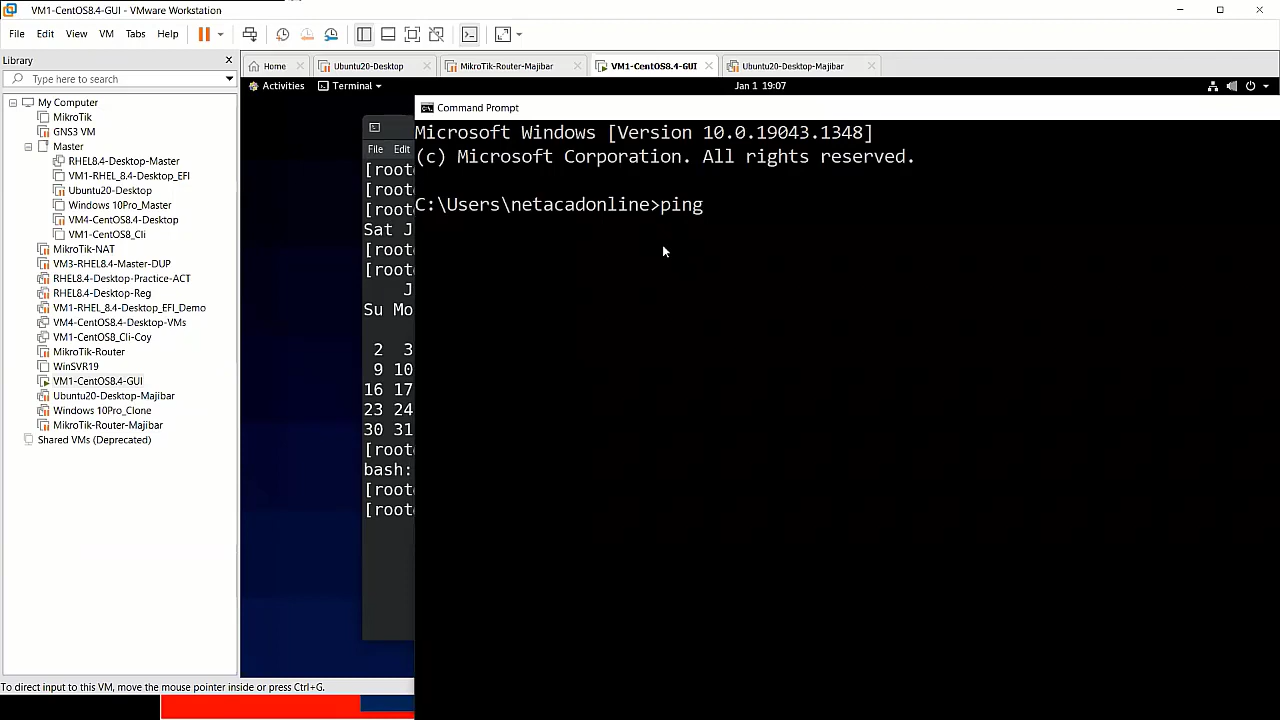 VM1-CentOS8.4-GUI - VMware Workstation
File Edit View VM Tabs Help
Library
Type here to search
Home Ubuntu20-Desktop MikroTik-Router-Majibar VM1-CentOS8.4-GUI Ubuntu20-Desktop-Majibar
Activities Terminal Jan 1 19:07
My Computer
MikroTik
GNS3 VM
Master
RHEL8.4-Desktop-Master
VM1-RHEL_8.4-Desktop_EFI
Ubuntu20-Desktop
Windows 10Pro_Master
VM4-CentOS8.4-Desktop
VM1-CentOS8_Cli
MikroTik-NAT
VM3-RHEL8.4-Master-DUP
RHEL8.4-Desktop-Practice-ACT
RHEL8.4-Desktop-Reg
VM1-RHEL_8.4-Desktop_EFI_Demo
VM4-CentOS8.4-Desktop-VMs
VM1-CentOS8_Cli-Coy
MikroTik-Router
WinSVR19
VM1-CentOS8.4-GUI
Ubuntu20-Desktop-Majibar
Windows 10Pro_Clone
MikroTik-Router-Majibar
Shared VMs (Deprecated)
File Edit
[root
[root
[root
Sat J
[root
[root
J
Su Mo
2 3
9 10
16 17
23 24
30 31
[root
bash:
[root
[root
Command Prompt
Microsoft Windows [Version 10.0.19043.1348]
(c) Microsoft Corporation. All rights reserved.
C:\Users\netacadonline>ping
To direct input to this VM, move the mouse pointer inside or press Ctrl+G.